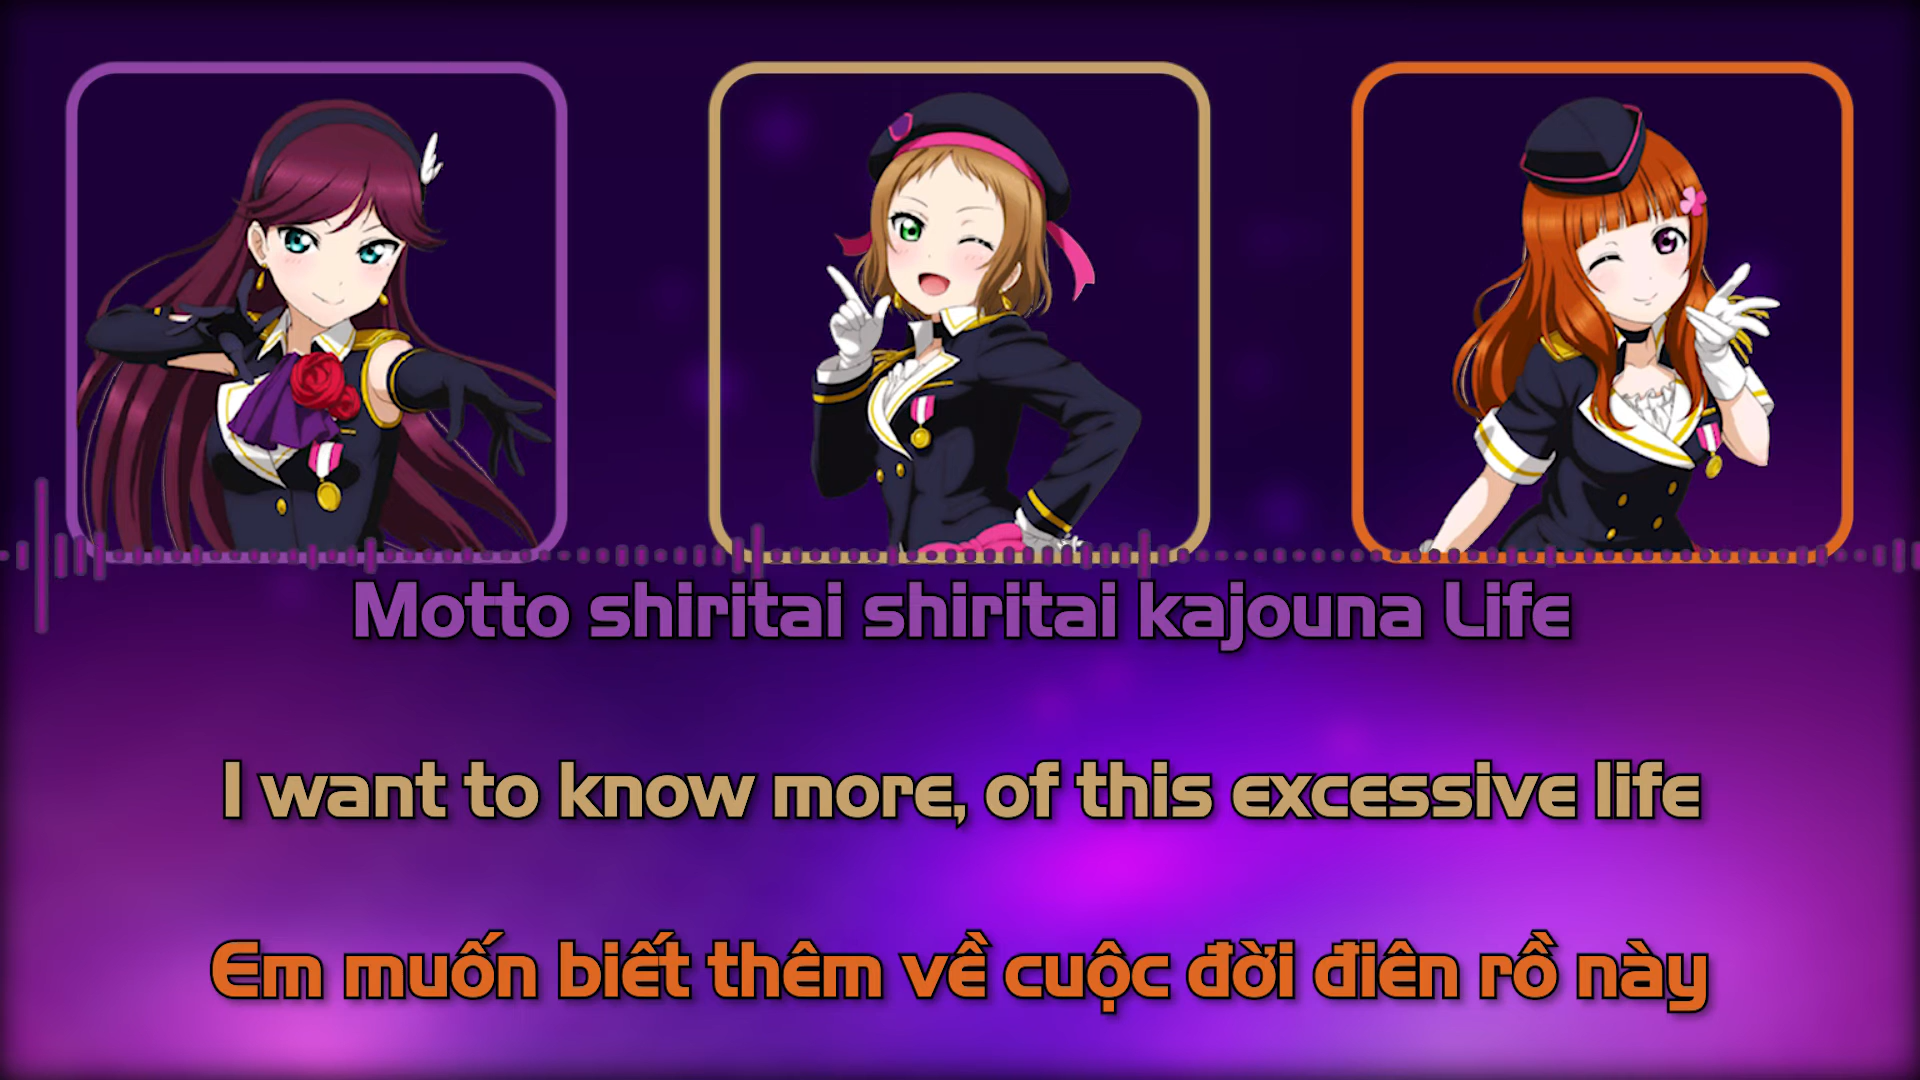 Motto shiritai shiritai kajouna Life
I want to know more, of this excessive life
Em muốn biết thêm về cuộc đời điên rồ này